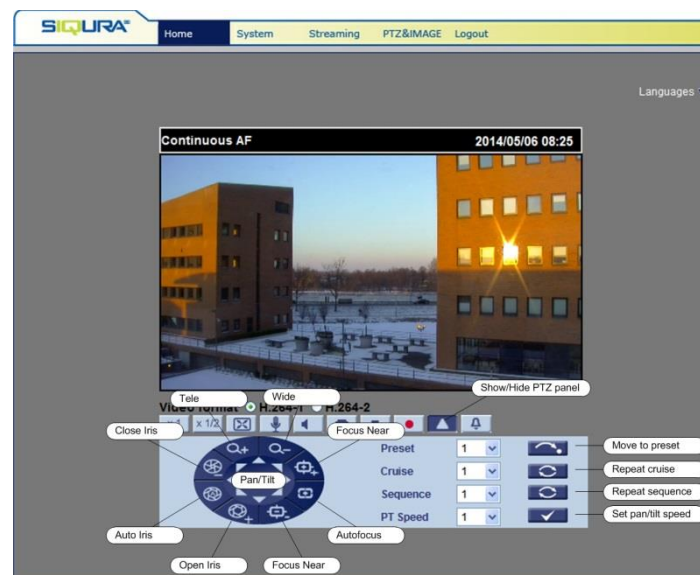 SIQURA®
Home System Streaming PTZ&IMAGE Logout
Languages
Continuous AF 2014/05/06 08:25
Tele
Wide
Show/Hide PTZ panel
Video format H.264-1 H.264-2
x 1/2
Close Iris
Focus Near
Pan/Tilt
Preset 1
Move to preset
Cruise 1
Repeat cruise
Sequence 1
Repeat sequence
PT Speed 1
Set pan/tilt speed
Auto Iris
Autofocus
Open Iris
Focus Near